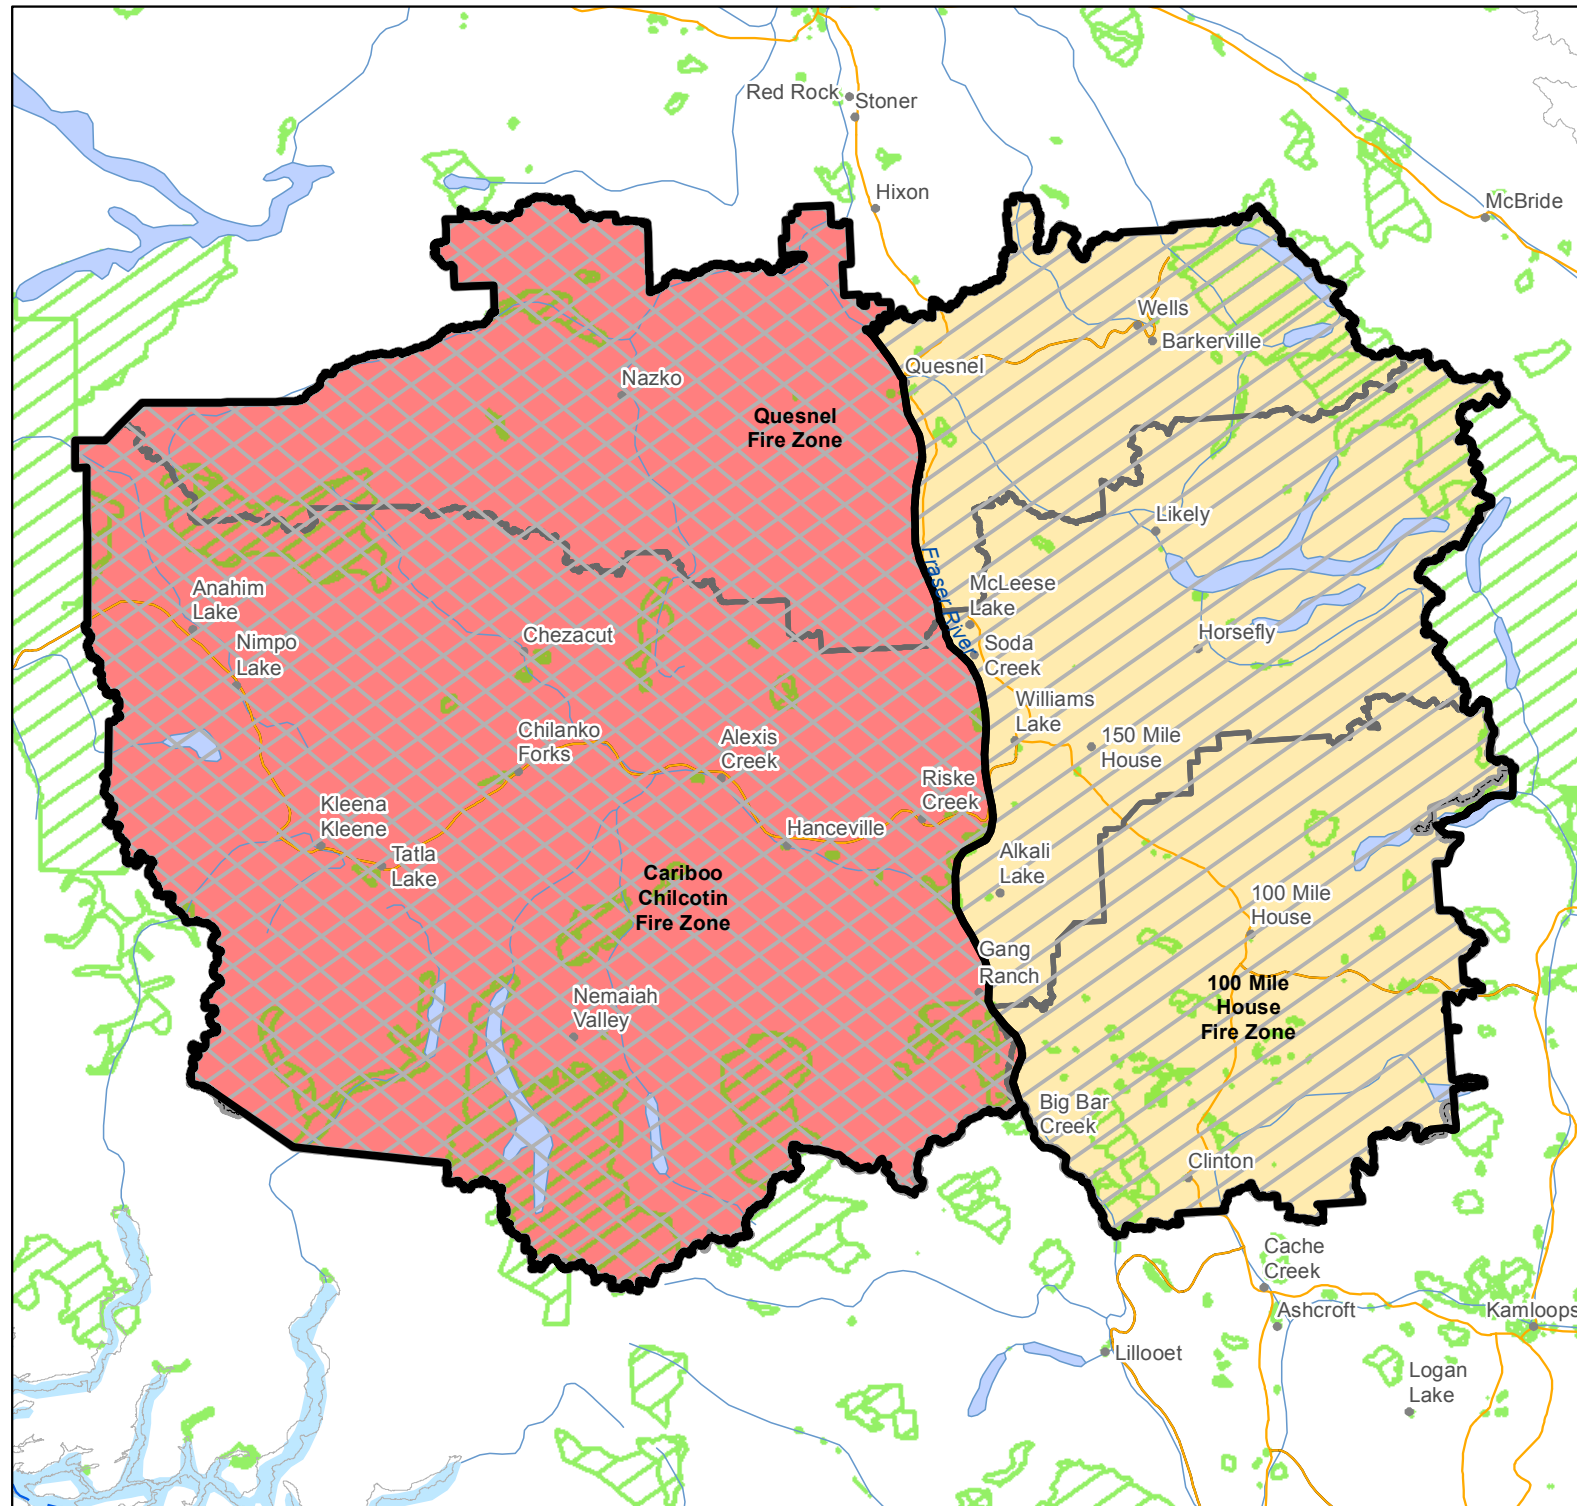 Red Rock
Stoner
Hixon
McBride
Wells
Barkerville
Quesnel
Nazko
Quesnel
Fire Zone
Likely
Fraser River
McLeese
Lake
Anahim
Lake
Chezacut
Horsefly
Nimpo
Lake
Soda
Creek
Williams
Lake
Chilanko
Forks
Alexis
Creek
150 Mile
House
Riske
Creek
Kleena
Kleene
Hanceville
Tatla
Lake
Alkali
Lake
Cariboo
Chilcotin
Fire Zone
100 Mile
House
Gang
Ranch
Nemaiah
Valley
100 Mile
House
Fire Zone
Big Bar
Creek
Clinton
Cache
Creek
Ashcroft
Kamloops
Lillooet
Logan
Lake